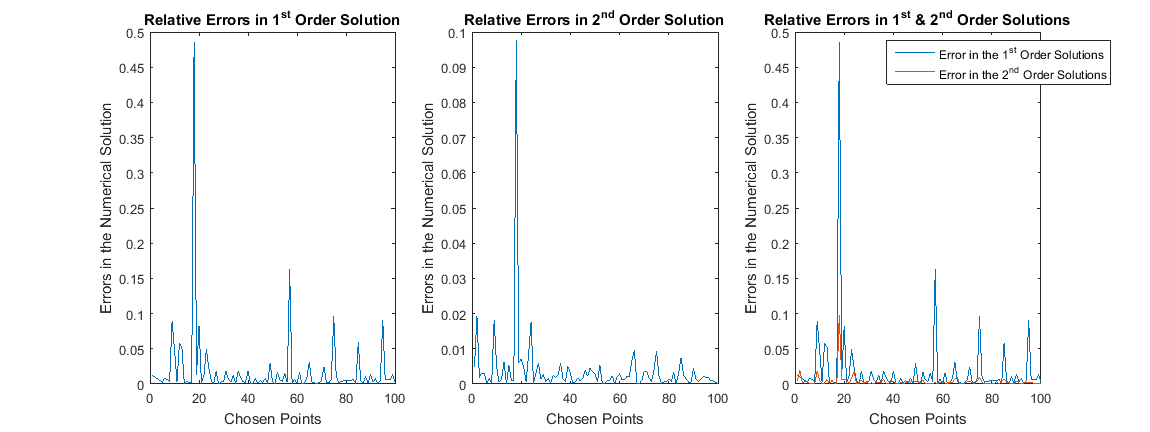 Relative Errors in 1st Order Solution
Errors in the Numerical Solution
0.5
0.45
0.4
0.35
0.3
0.25
0.2
0.15
0.1
0.05
0
0 20 40 60 80 100
Chosen Points
Relative Errors in 2nd Order Solution
Errors in the Numerical Solution
0.1
0.09
0.08
0.07
0.06
0.05
0.04
0.03
0.02
0.01
0
0 20 40 60 80 100
Chosen Points
Relative Errors in 1st & 2nd Order Solutions
Error in the 1st Order Solutions
Error in the 2nd Order Solutions
Errors in the Numerical Solution
0.5
0.45
0.4
0.35
0.3
0.25
0.2
0.15
0.1
0.05
0
0 20 40 60 80 100
Chosen Points